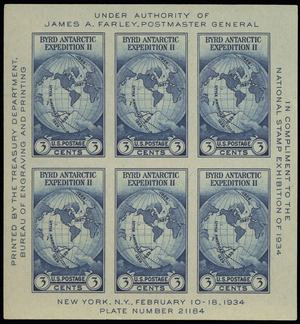 UNDER AUTHORITY OF
JAMES A. FARLEY, POSTMASTER GENERAL
PRINTED BY THE TREASURY DEPARTMENT,
BUREAU OF ENGRAVING AND PRINTING
IN COMPLIMENT TO THE
NATIONAL STAMP EXHIBITION OF 1934
BYRD ANTARCTIC
EXPEDITION II
U.S. POSTAGE
3 CENTS 3
BYRD ANTARCTIC
EXPEDITION II
U.S. POSTAGE
3 CENTS 3
BYRD ANTARCTIC
EXPEDITION II
U.S. POSTAGE
3 CENTS 3
BYRD ANTARCTIC
EXPEDITION II
U.S. POSTAGE
3 CENTS 3
BYRD ANTARCTIC
EXPEDITION II
U.S. POSTAGE
3 CENTS 3
BYRD ANTARCTIC
EXPEDITION II
U.S. POSTAGE
3 CENTS 3
NEW YORK, N.Y., FEBRUARY 10-18, 1934
PLATE NUMBER 21184